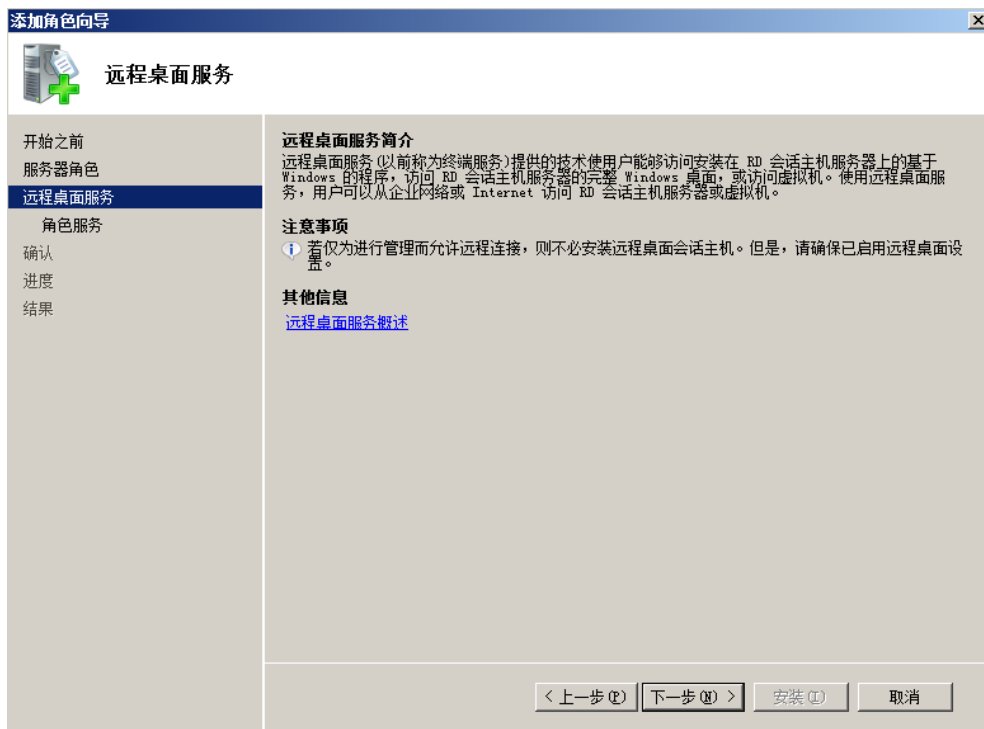 添加角色向导
远程桌面服务
开始之前
服务器角色
远程桌面服务
角色服务
确认
进度
结果
远程桌面服务简介
远程桌面服务(以前称为终端服务)提供的技术使用户能够访问安装在 RD 会话主机服务器上的基于
Windows 的程序，访问 RD 会话主机服务器的完整 Windows 桌面，或访问虚拟机。使用远程桌面服
务，用户可以从企业网络或 Internet 访问 RD 会话主机服务器或虚拟机。
注意事项
若仅为进行管理而允许远程连接，则不必安装远程桌面会话主机。但是，请确保已启用远程桌面设
置。
其他信息
远程桌面服务概述
< 上一步(P) 下一步(N) > 安装(I) 取消